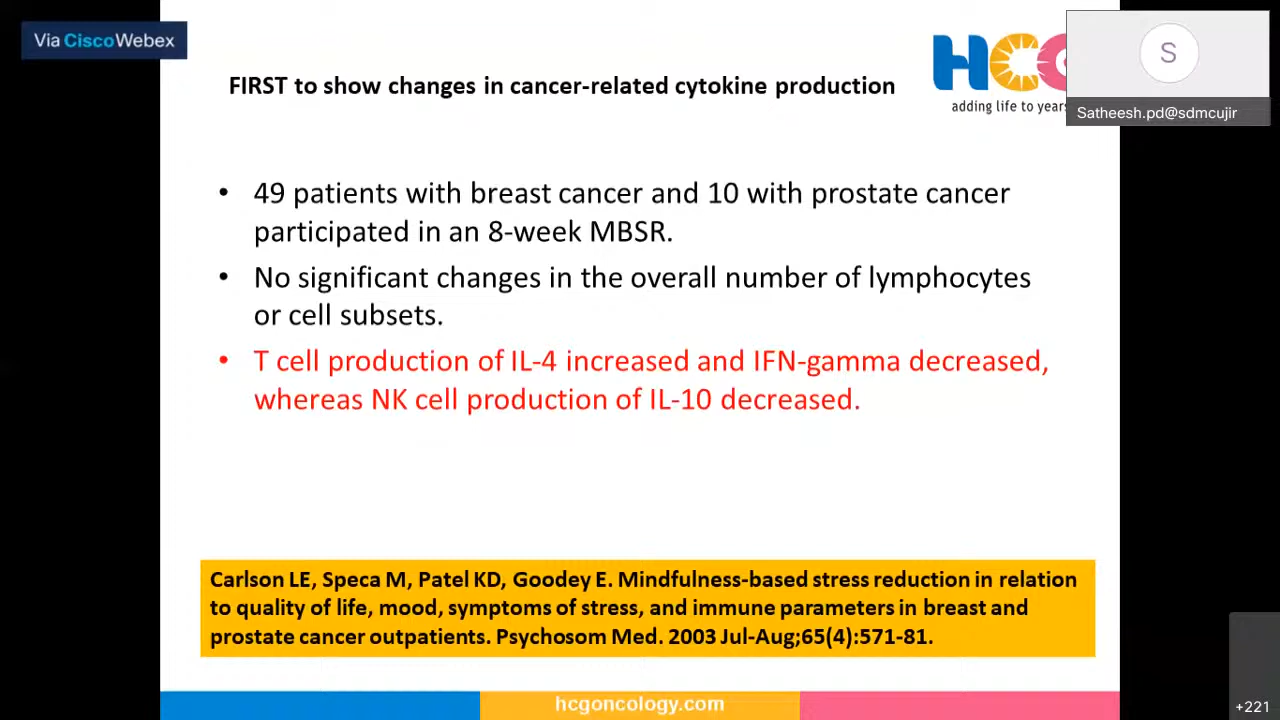 Via CiscoWebex
FIRST to show changes in cancer-related cytokine production
HCG
adding life to years
S
Satheesh.pd@sdmcujir
• 49 patients with breast cancer and 10 with prostate cancer
participated in an 8-week MBSR.
• No significant changes in the overall number of lymphocytes
or cell subsets.
• T cell production of IL-4 increased and IFN-gamma decreased,
whereas NK cell production of IL-10 decreased.
Carlson LE, Speca M, Patel KD, Goodey E. Mindfulness-based stress reduction in relation
to quality of life, mood, symptoms of stress, and immune parameters in breast and
prostate cancer outpatients. Psychosom Med. 2003 Jul-Aug;65(4):571-81.
hcgoncology.com
+221